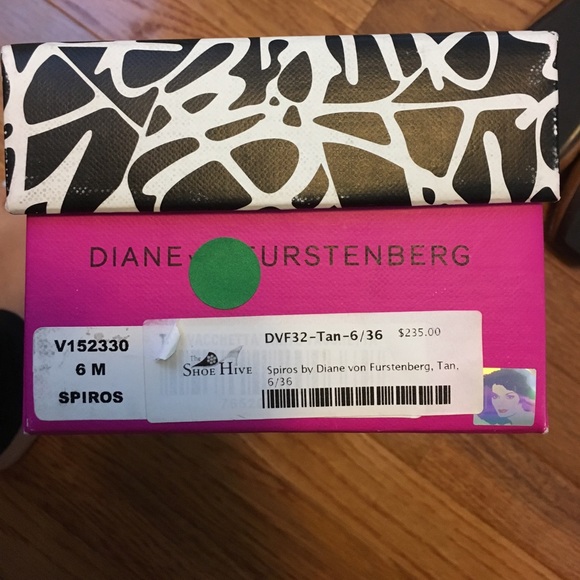 DIANE FURSTENBERG
V152330
6 M
SPIROS
The
SHOE HIVE
DVF32-Tan-6/36 $235.00
Spiros by Diane von Furstenberg, Tan,
6/36